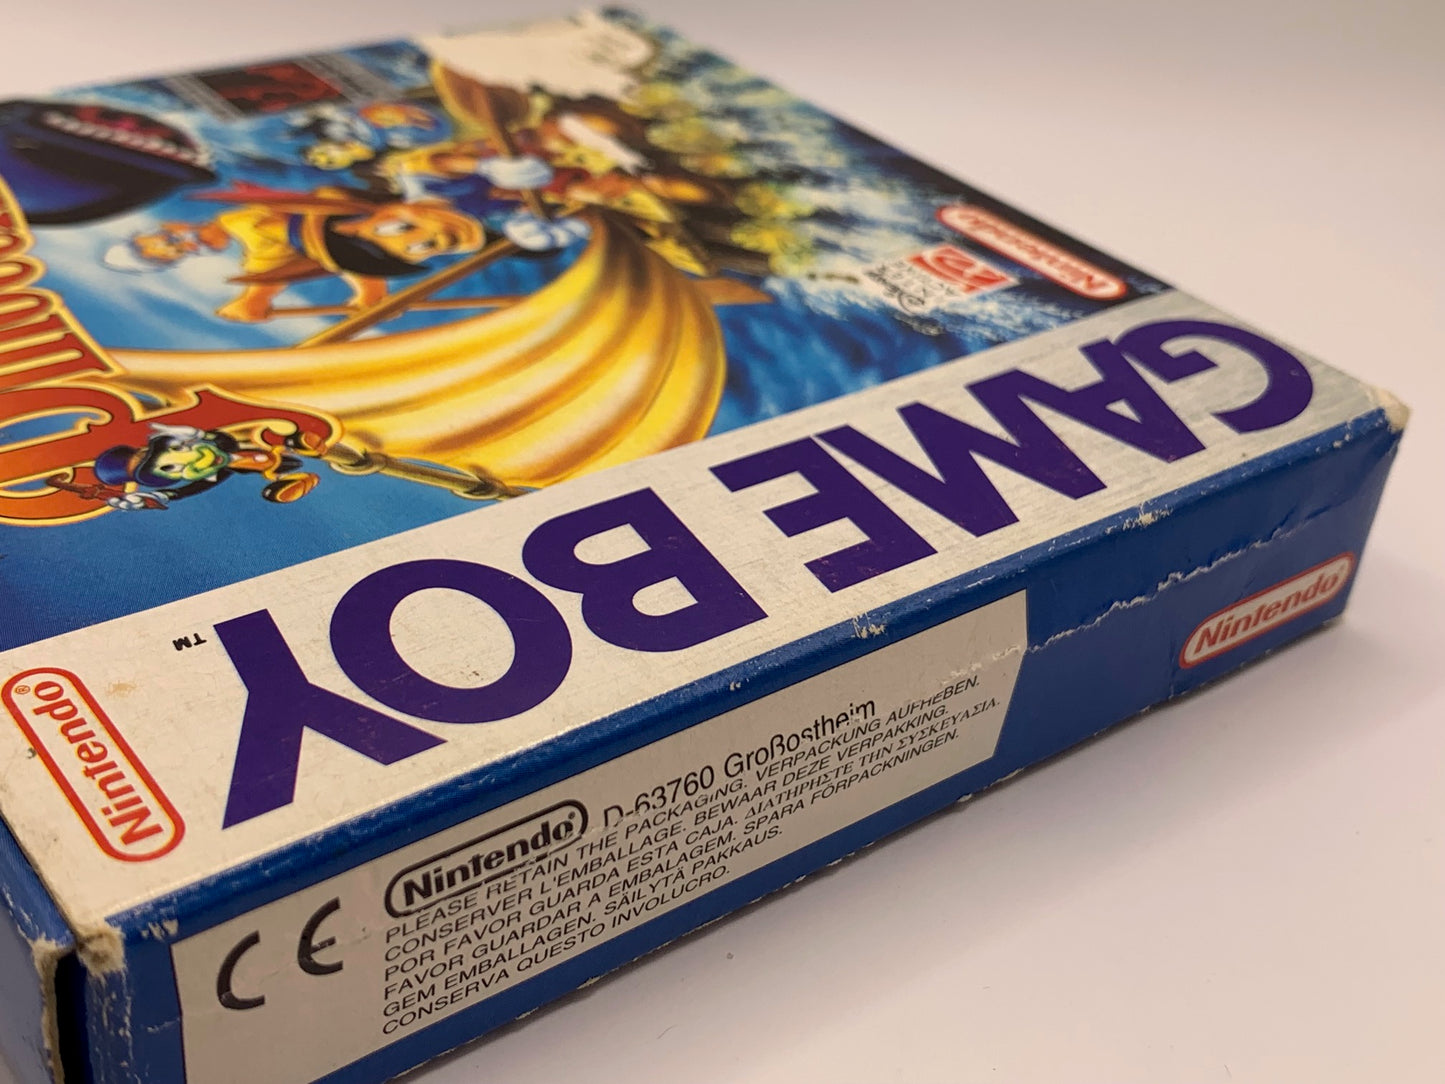 Nintendo
GAME BOY
TM
Nintendo®
Nintendo®
CE
Nintendo® D-63760 Großostheim
PLEASE RETAIN THE PACKAGING. VERPACKUNG AUFHEBEN.
CONSERVER L'EMBALLAGE. BEWAAR DEZE VERPAKKING.
POR FAVOR GUARDA ESTA CAJA. ΔΙΑΤΗΡΗΣΤΕ ΤΗΝ ΣΥΣΚΕΥΑΣΙΑ.
FAVOR GUARDAR A EMBALAGEM. SPARA FÖRPACKNINGEN.
GEM EMBALLAGEN. SÄILYTÄ PAKKAUS.
CONSERVA QUESTO INVOLUCRO.